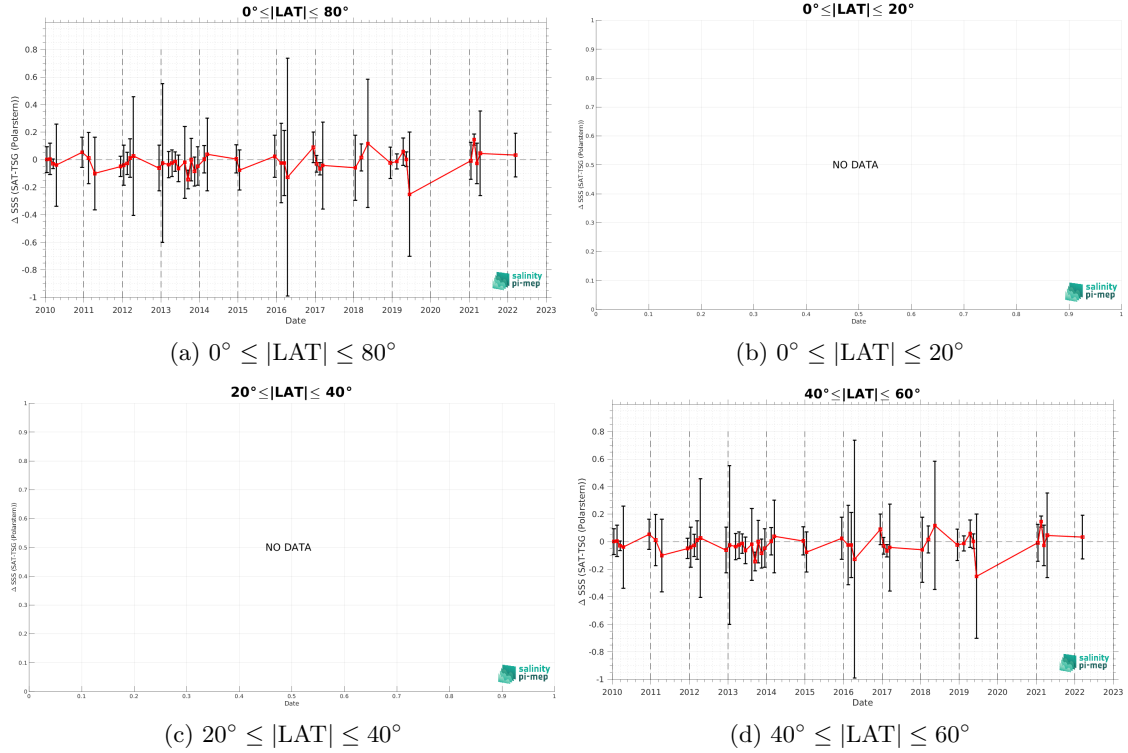 0°≤|LAT|≤ 80°
Δ SSS (SAT-TSG (Polarstern))
0.8
0.6
0.4
0.2
0
-0.2
-0.4
-0.6
-0.8
-1
2010 2011 2012 2013 2014 2015 2016 2017 2018 2019 2020 2021 2022 2023
Date
salinity
pi-mep
(a) 0° ≤ |LAT| ≤ 80°
0°≤|LAT|≤ 20°
Δ SSS (SAT-TSG (Polarstern))
1
0.9
0.8
0.7
0.6
0.5
0.4
0.3
0.2
0.1
0
NO DATA
0 0.1 0.2 0.3 0.4 0.5 0.6 0.7 0.8 0.9 1
Date
salinity
pi-mep
(b) 0° ≤ |LAT| ≤ 20°
20°≤|LAT|≤ 40°
Δ SSS (SAT-TSG (Polarstern))
1
0.9
0.8
0.7
0.6
0.5
0.4
0.3
0.2
0.1
0
NO DATA
0 0.1 0.2 0.3 0.4 0.5 0.6 0.7 0.8 0.9 1
Date
salinity
pi-mep
(c) 20° ≤ |LAT| ≤ 40°
40°≤|LAT|≤ 60°
Δ SSS (SAT-TSG (Polarstern))
0.8
0.6
0.4
0.2
0
-0.2
-0.4
-0.6
-0.8
-1
2010 2011 2012 2013 2014 2015 2016 2017 2018 2019 2020 2021 2022 2023
Date
salinity
pi-mep
(d) 40° ≤ |LAT| ≤ 60°